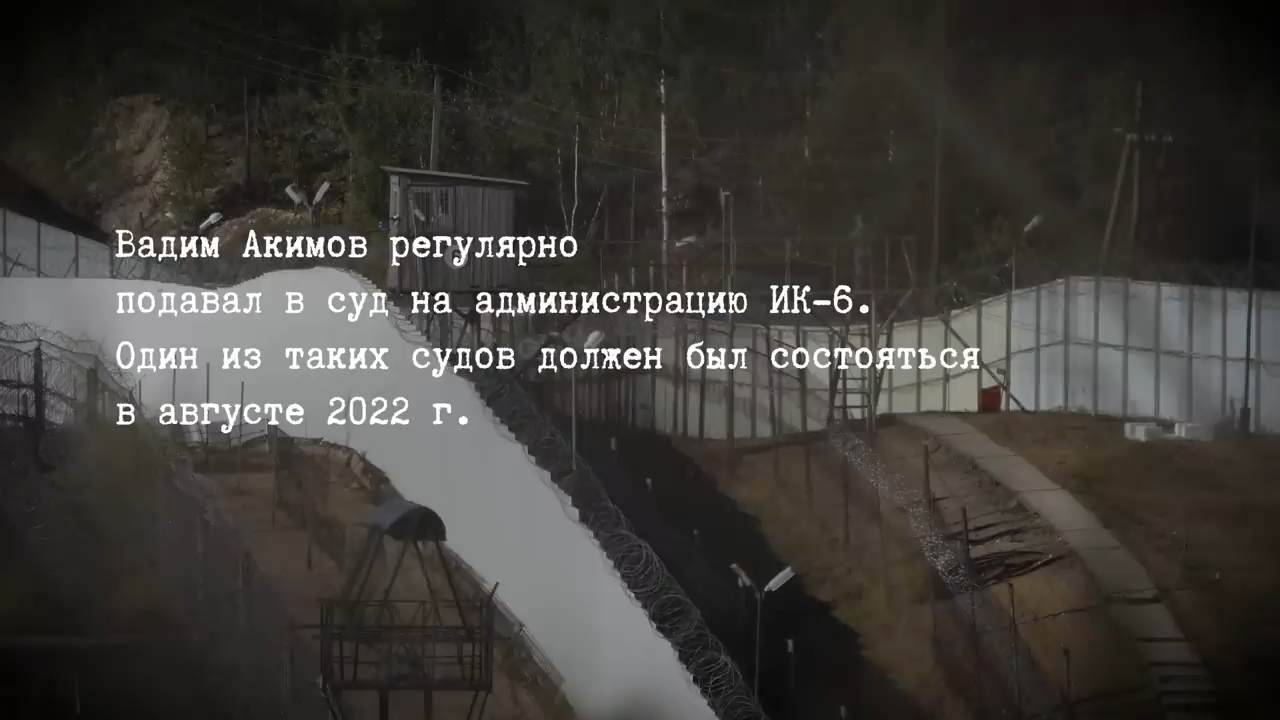 Вадим Акимов регулярно
подавал в суд на администрацию ИК-6.
Один из таких судов должен был состояться
в августе 2022 г.